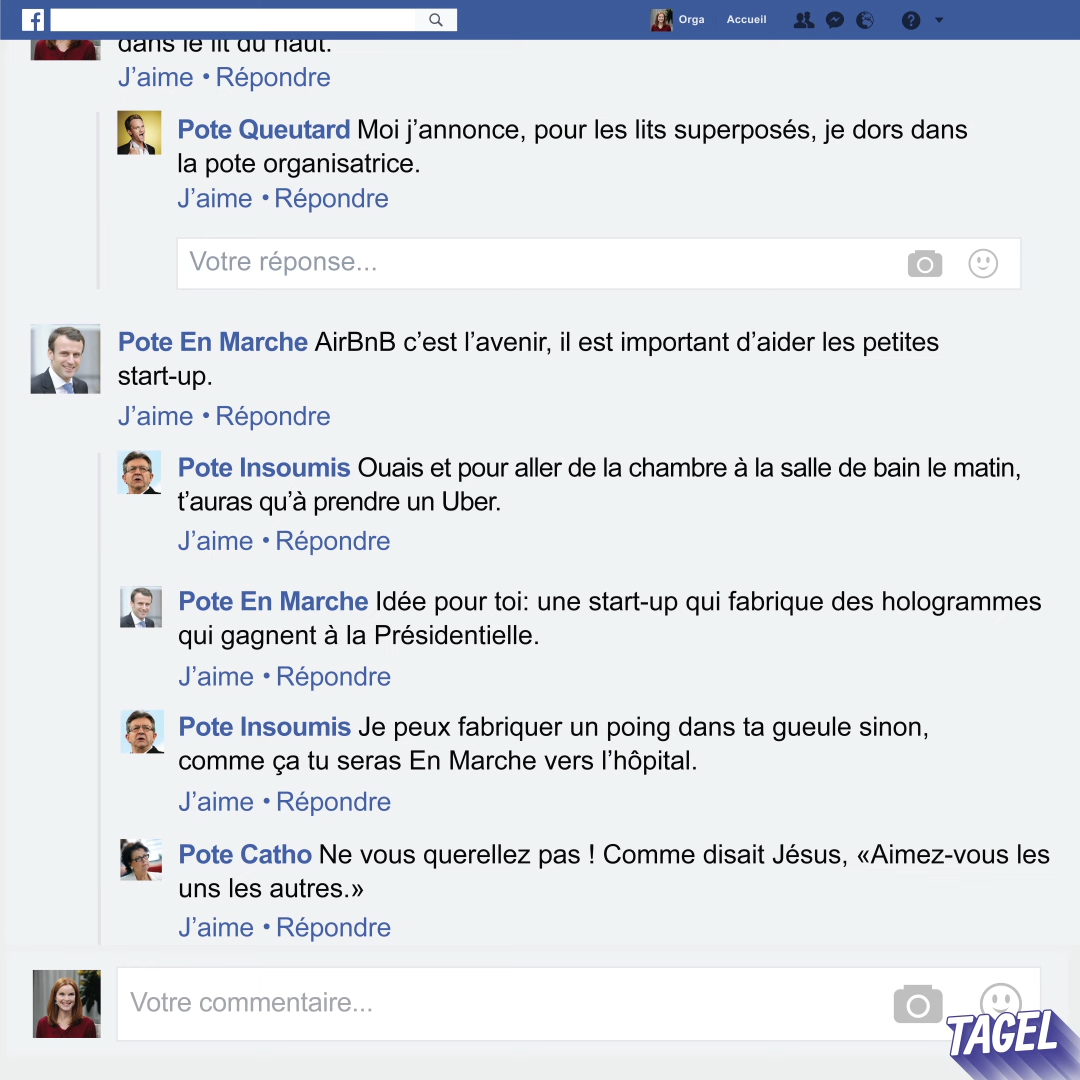 f
Orga Accueil
dans le lit du haut.
J’aime • Répondre
Pote Queutard Moi j’annonce, pour les lits superposés, je dors dans
la pote organisatrice.
J’aime • Répondre
Votre réponse...
Pote En Marche AirBnB c’est l’avenir, il est important d’aider les petites
start-up.
J’aime • Répondre
Pote Insoumis Ouais et pour aller de la chambre à la salle de bain le matin,
t’auras qu’à prendre un Uber.
J’aime • Répondre
Pote En Marche Idée pour toi: une start-up qui fabrique des hologrammes
qui gagnent à la Présidentielle.
J’aime • Répondre
Pote Insoumis Je peux fabriquer un poing dans ta gueule sinon,
comme ça tu seras En Marche vers l’hôpital.
J’aime • Répondre
Pote Catho Ne vous querellez pas ! Comme disait Jésus, «Aimez-vous les
uns les autres.»
J’aime • Répondre
Votre commentaire...
TAGEL